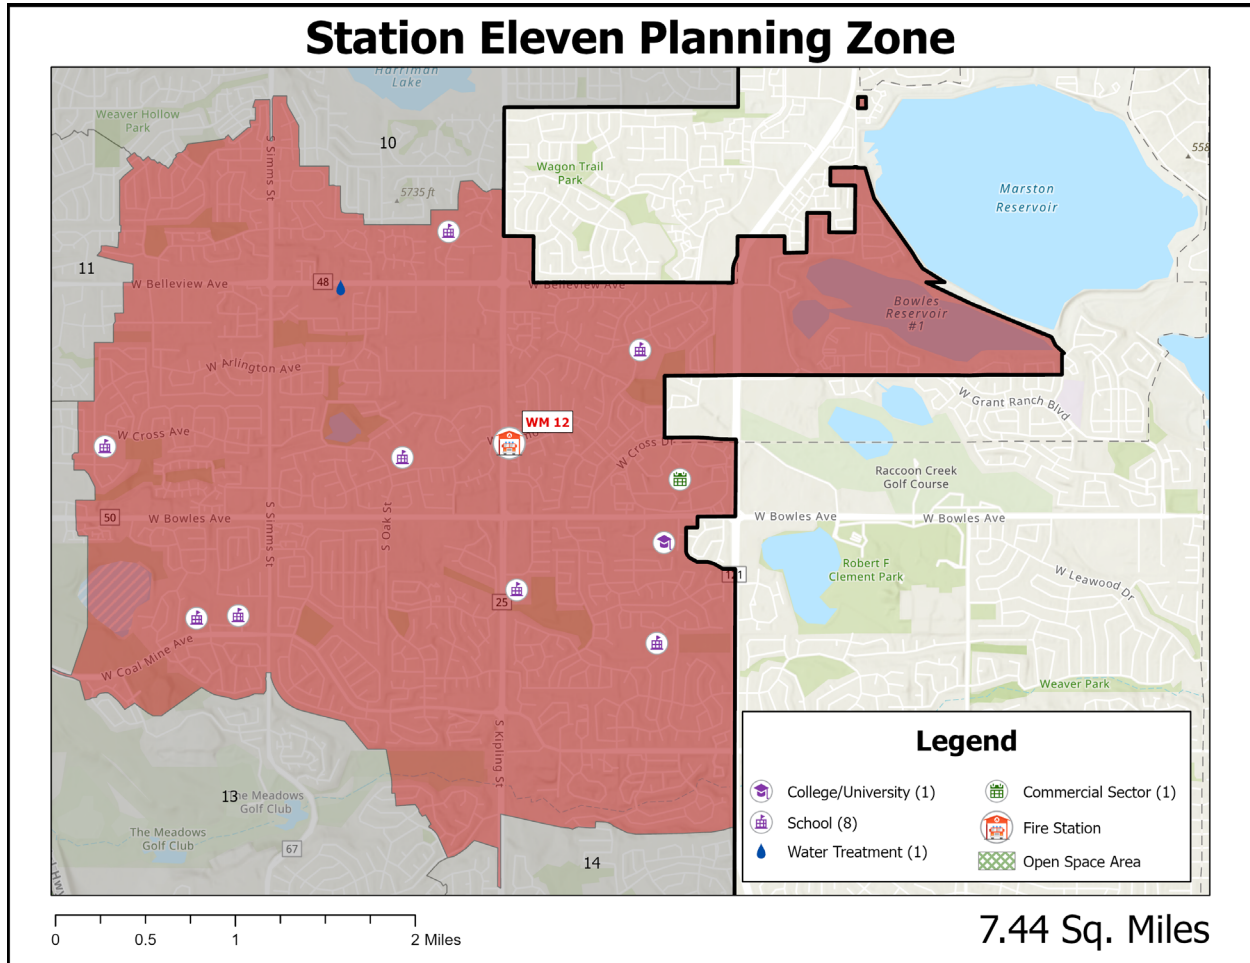 Station Eleven Planning Zone
Harriman
Lake
Weaver Hollow
Park
10
S Simms St
5735 ft
Wagon Trail
Park
558
Marston
Reservoir
11
W Belleview Ave
48
W Belleview Ave
Bowles
Reservoir
#1
W Arlington Ave
W Grant Ranch Blvd
WM 12
W Cross Ave
W Cross Dr
Raccoon Creek
Golf Course
50
W Bowles Ave
S Simms St
S Oak St
W Bowles Ave
W Bowles Ave
Robert F
Clement Park
121
W Leawood Dr
25
W Coal Mine Ave
Weaver Park
S Kipling St
13
The Meadows
Golf Club
The Meadows
Golf Club
67
14
Hwy
Legend
College/University (1)
School (8)
Water Treatment (1)
Commercial Sector (1)
Fire Station
Open Space Area
0 0.5 1 2 Miles
7.44 Sq. Miles